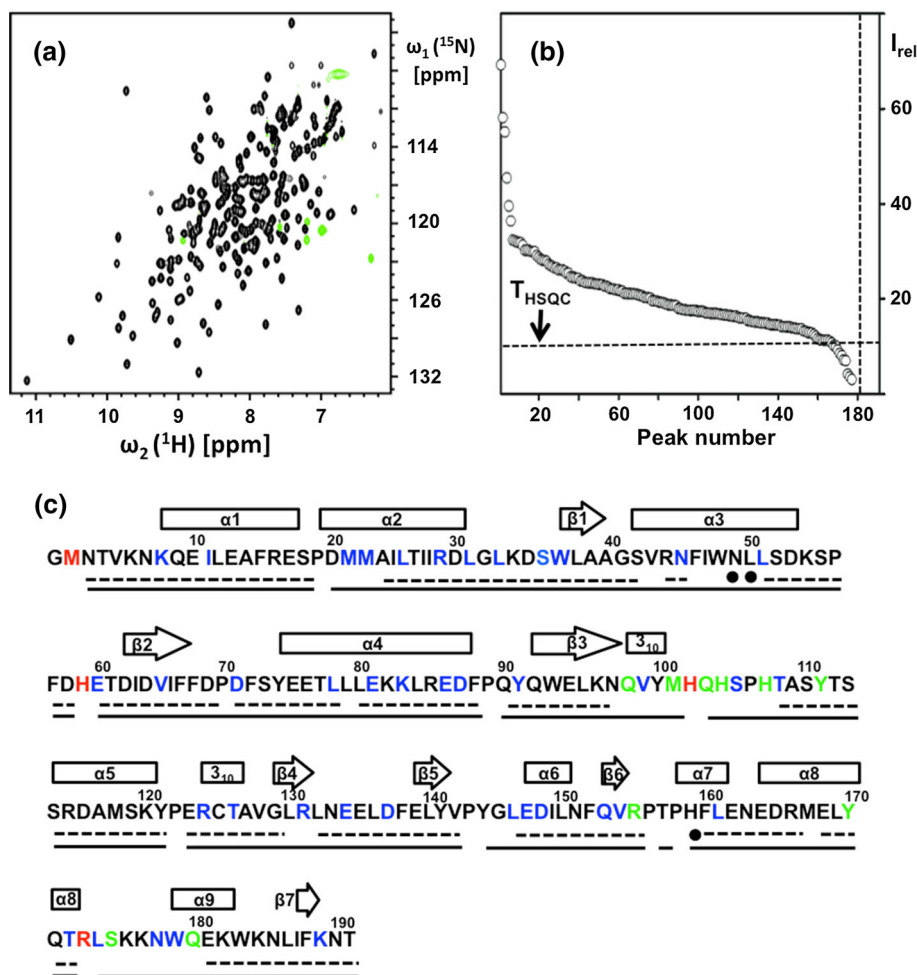 (a)
(b)
ω1 (15N)
[ppm]
114
120
126
132
11 10 9 8 7
ω2 (1H) [ppm]
Irel
60
40
20
THSQC
20 60 100 140 180
Peak number
(c)
α1 α2 β1 α3
10 20 30 40 50
GMNTVKNKQE ILEAFRESPDMMAILTIIRDLGLKDSWLAAGSVRNFIWNLLSDKSP
β2 α4 β3 310
60 70 80 90 100 110
FDHETDIDVIFFDPDFSYEETLLLEKKLREDFPQYQWELKNQVYMHQHSPHTASYTS
α5 310 β4 β5 α6 β6 α7 α8
120 130 140 150 160 170
SRDAMSKYPERCTAVGLRLNEELDFELYVPYGLEDILNFQVRPTPHFLENEDRMELY
α8 α9 β7
180 190
QTRLSKKNWQEKWKNLIFKNT